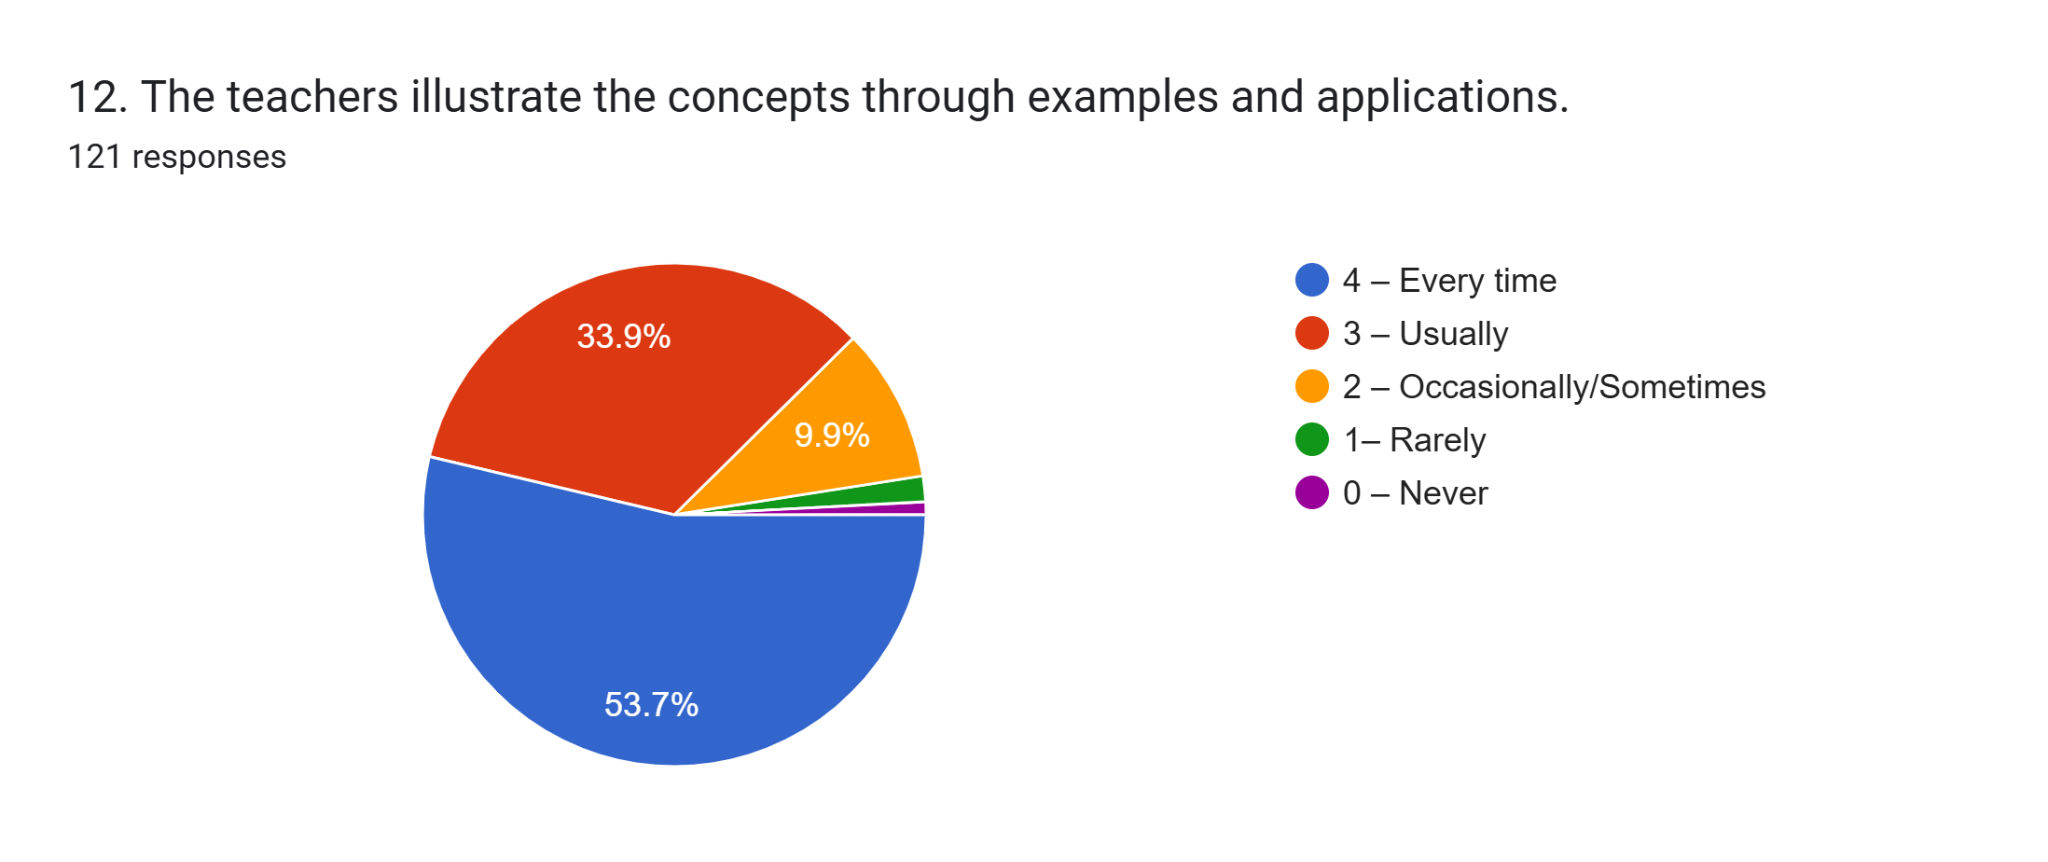 12. The teachers illustrate the concepts through examples and applications.
121 responses
33.9%
9.9%
53.7%
4 – Every time
3 – Usually
2 – Occasionally/Sometimes
1– Rarely
0 – Never